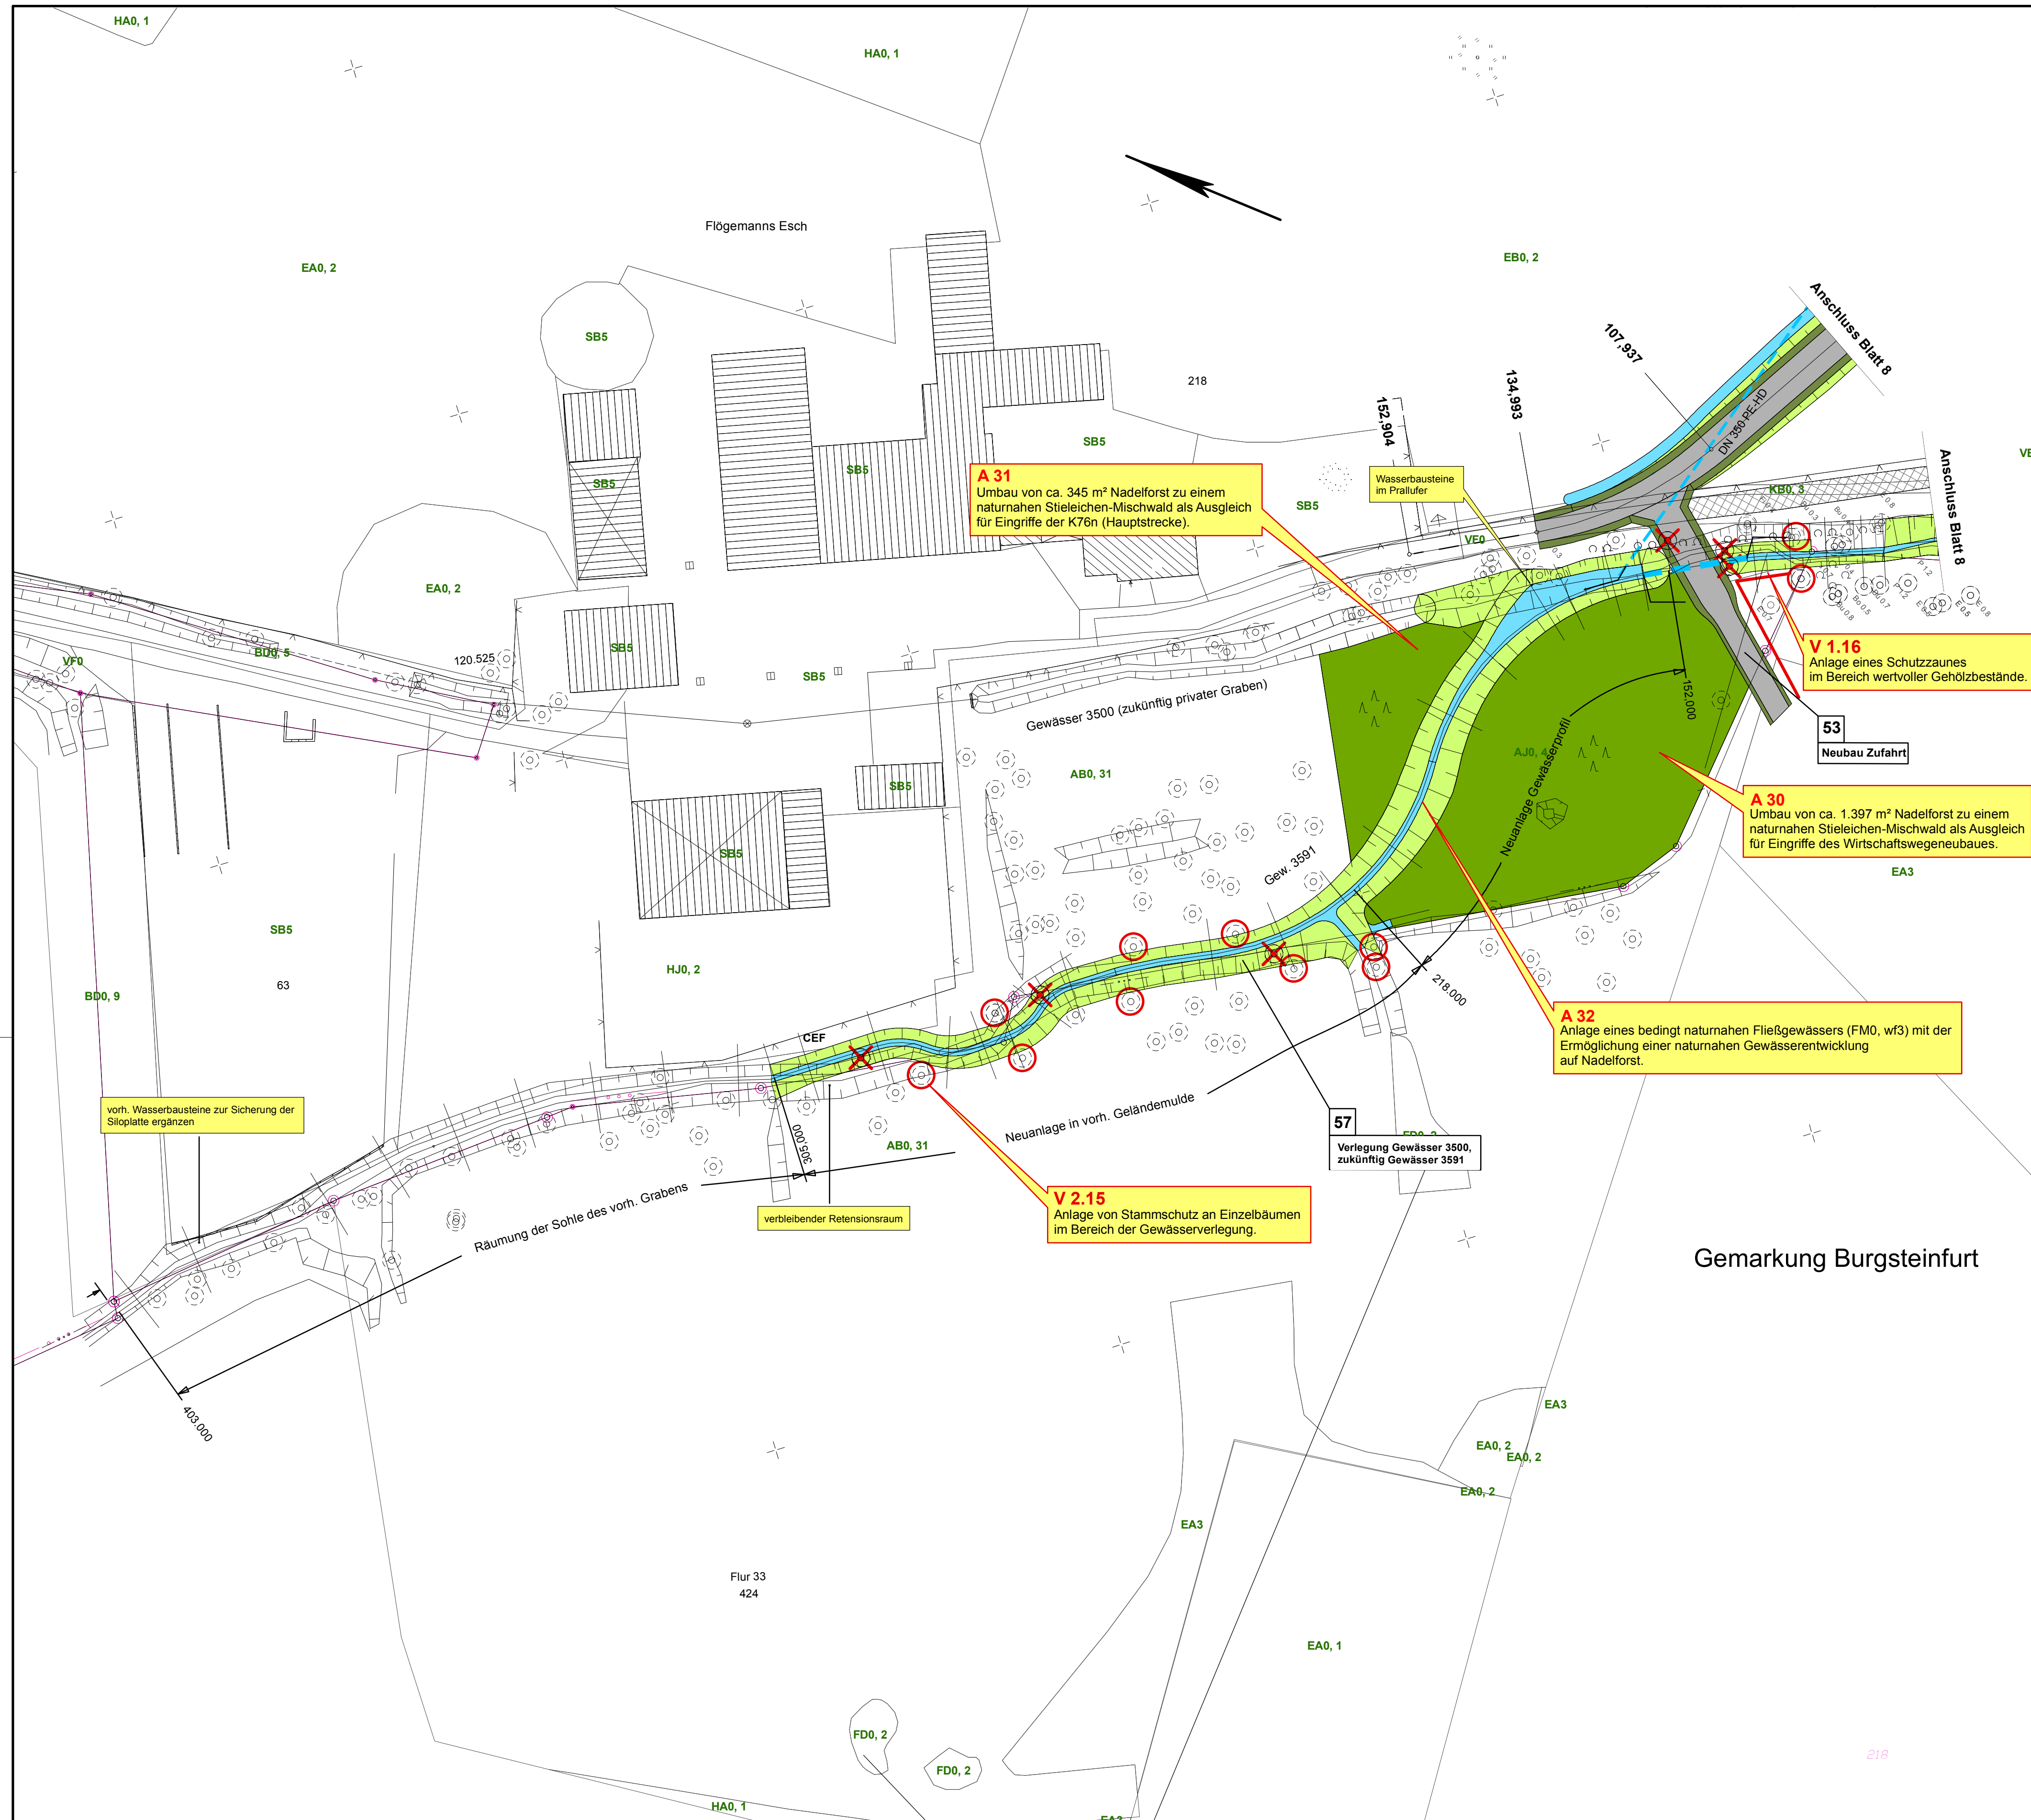 HA0, 1
HA0, 1
Flögemanns Esch
EA0, 2
EB0, 2
SB5
218
Anschluss Blatt 8
107,937
134,993
152,904
DN 350 PE-HD
SB5
SB5
SB5
SB5
KB0, 3
Anschluss Blatt 8
A 31
Umbau von ca. 345 m² Nadelforst zu einem
naturnahen Stieleichen-Mischwald als Ausgleich
für Eingriffe der K76n (Hauptstrecke).
Wasserbausteine
im Prallufer
VF0
EA0, 2
BD0, 5
VF0
120.525
SB5
SB5
Gewässer 3500 (zukünftig privater Graben)
V 1.16
Anlage eines Schutzzaunes
im Bereich wertvoller Gehölzbestände.
152.000
53
Neubau Zufahrt
AJ0, 4
Neuanlage Gewässerprofil
AB0, 31
SB5
SB5
A 30
Umbau von ca. 1.397 m² Nadelforst zu einem
naturnahen Stieleichen-Mischwald als Ausgleich
für Eingriffe des Wirtschaftswegeneubaues.
EA3
Gew. 3591
SB5
63
HJ0, 2
BD0, 9
218.000
A 32
Anlage eines bedingt naturnahen Fließgewässers (FM0, wf3) mit der
Ermöglichung einer naturnahen Gewässerentwicklung
auf Nadelforst.
CEF
vorh. Wasserbausteine zur Sicherung der
Siloplatte ergänzen
305.000
AB0, 31
Neuanlage in vorh. Geländemulde
57
Verlegung Gewässer 3500,
zukünftig Gewässer 3591
V 2.15
Anlage von Stammschutz an Einzelbäumen
im Bereich der Gewässerverlegung.
verbleibender Retensionsraum
Räumung der Sohle des vorh. Grabens
403.000
Gemarkung Burgsteinfurt
EA3
EA0, 2
EA0, 2
EA0, 2
EA3
Flur 33
424
EA0, 1
FD0, 2
FD0, 2
218
HA0, 1